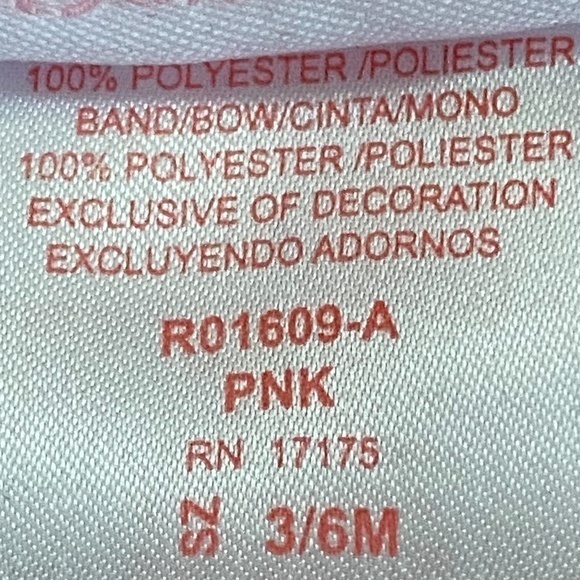 100% POLYESTER /POLIESTER
BAND/BOW/CINTA/MONO
100% POLYESTER /POLIESTER
EXCLUSIVE OF DECORATION
EXCLUYENDO ADORNOS
R01609-A
PNK
RN 17175
SZ 3/6M